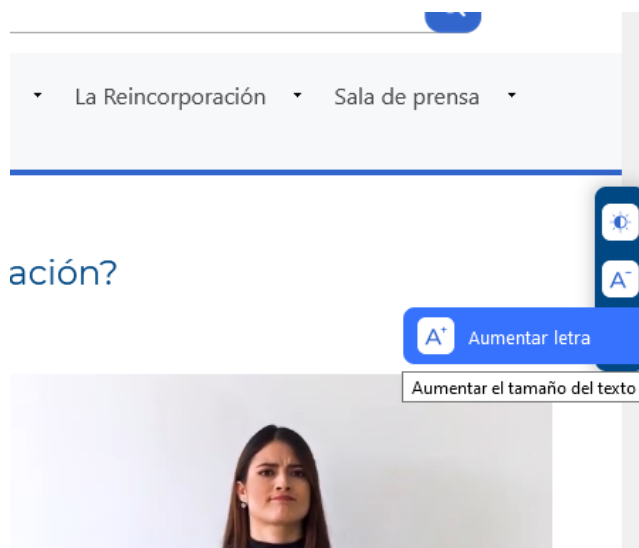 La Reincorporación Sala de prensa
ación?
A-
A+ Aumentar letra
Aumentar el tamaño del texto